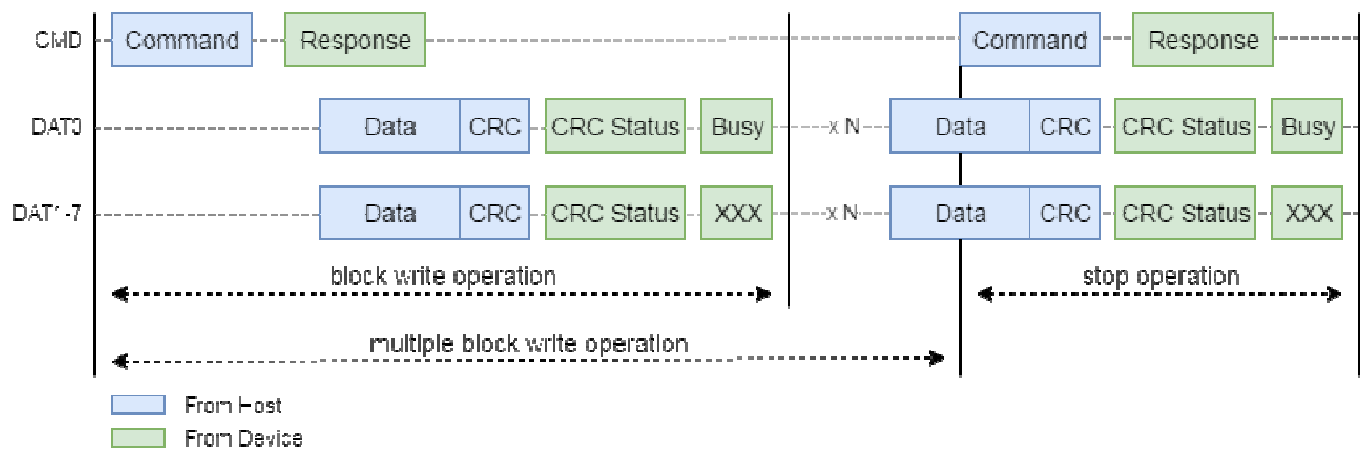 CMD Command Response Command Response
DAT0 Data CRC CRC Status Busy x N Data CRC CRC Status Busy
DAT1-7 Data CRC CRC Status XXX x N Data CRC CRC Status XXX
block write operation stop operation
multiple block write operation
From Host
From Device